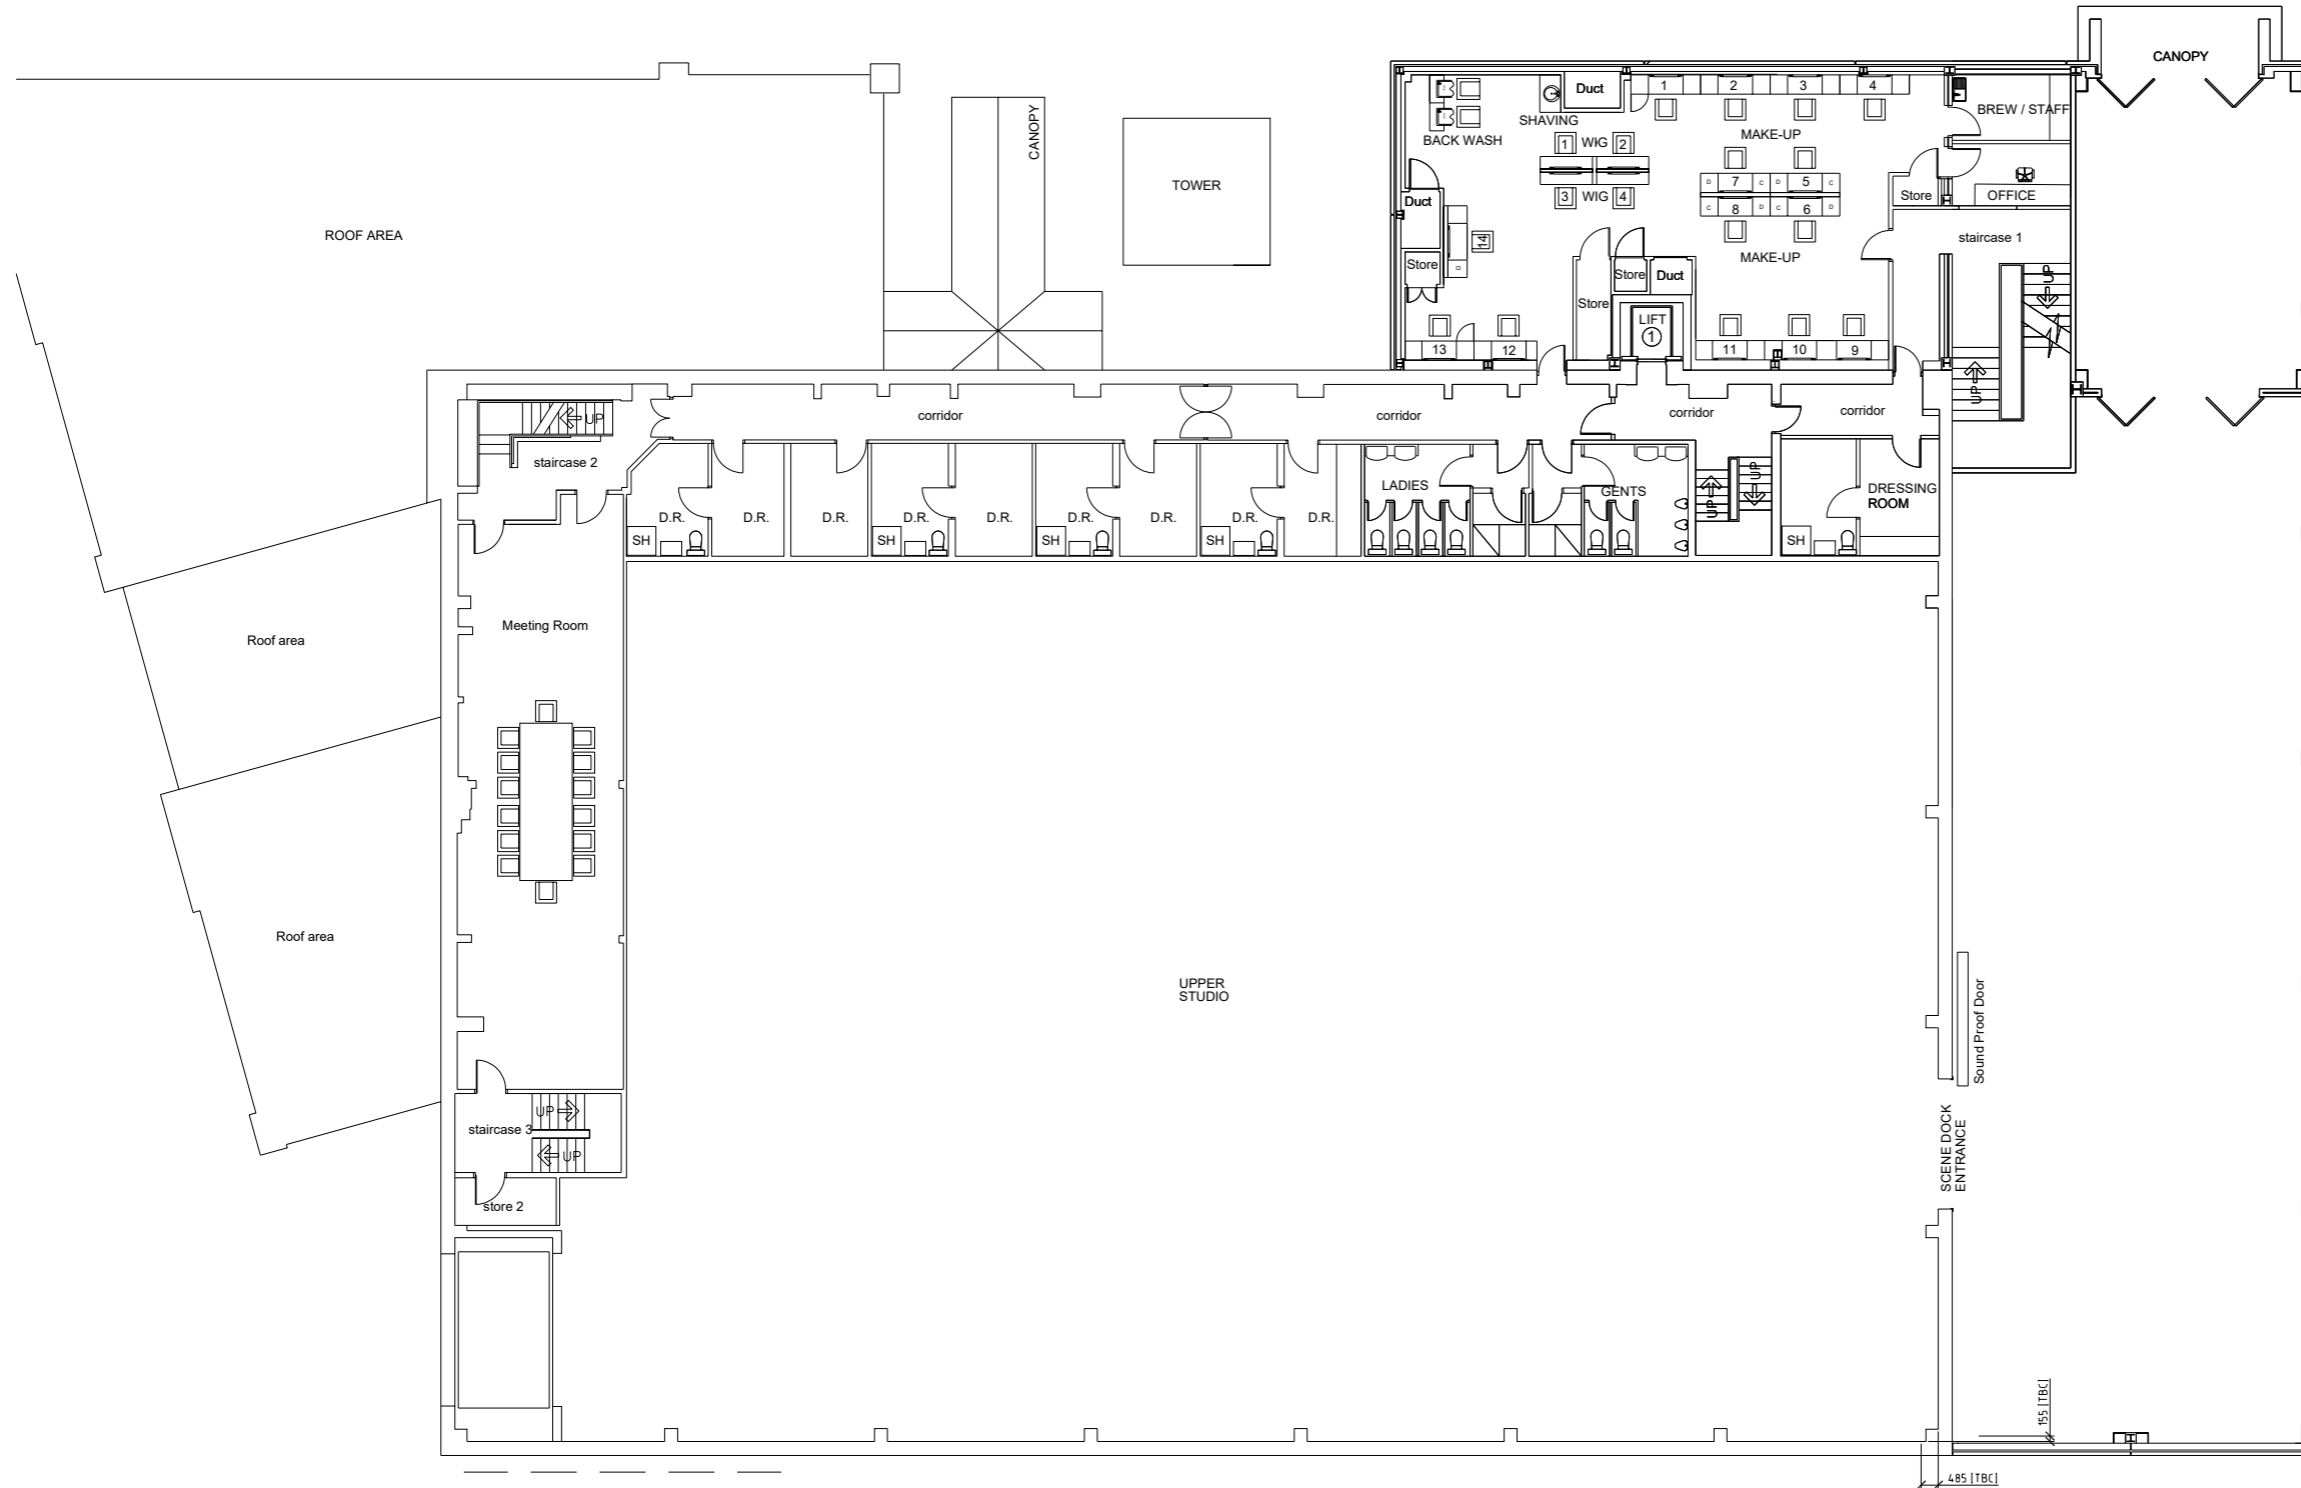 CANOPY
Duct
1
2
3
4
BREW / STAFF
SHAVING
BACK WASH
MAKE-UP
CANOPY
1 WIG 2
TOWER
D 7 C D 5 C
C 8 D C 6 D
3 WIG 4
Duct
Store
OFFICE
ROOF AREA
14
D
staircase 1
MAKE-UP
Store
Store
Duct
UP
Store
LIFT
1
13
12
11
10
9
UP
UP
corridor
corridor
corridor
corridor
staircase 2
LADIES
GENTS
UP
UP
DRESSING
ROOM
D.R.
D.R.
D.R.
D.R.
D.R.
D.R.
D.R.
D.R.
D.R.
SH
SH
SH
SH
SH
Meeting Room
Roof area
Roof area
UPPER
STUDIO
Sound Proof Door
UP
staircase 3
UP
SCENE DOCK
ENTRANCE
store 2
155 [TBC]
485 [TBC]